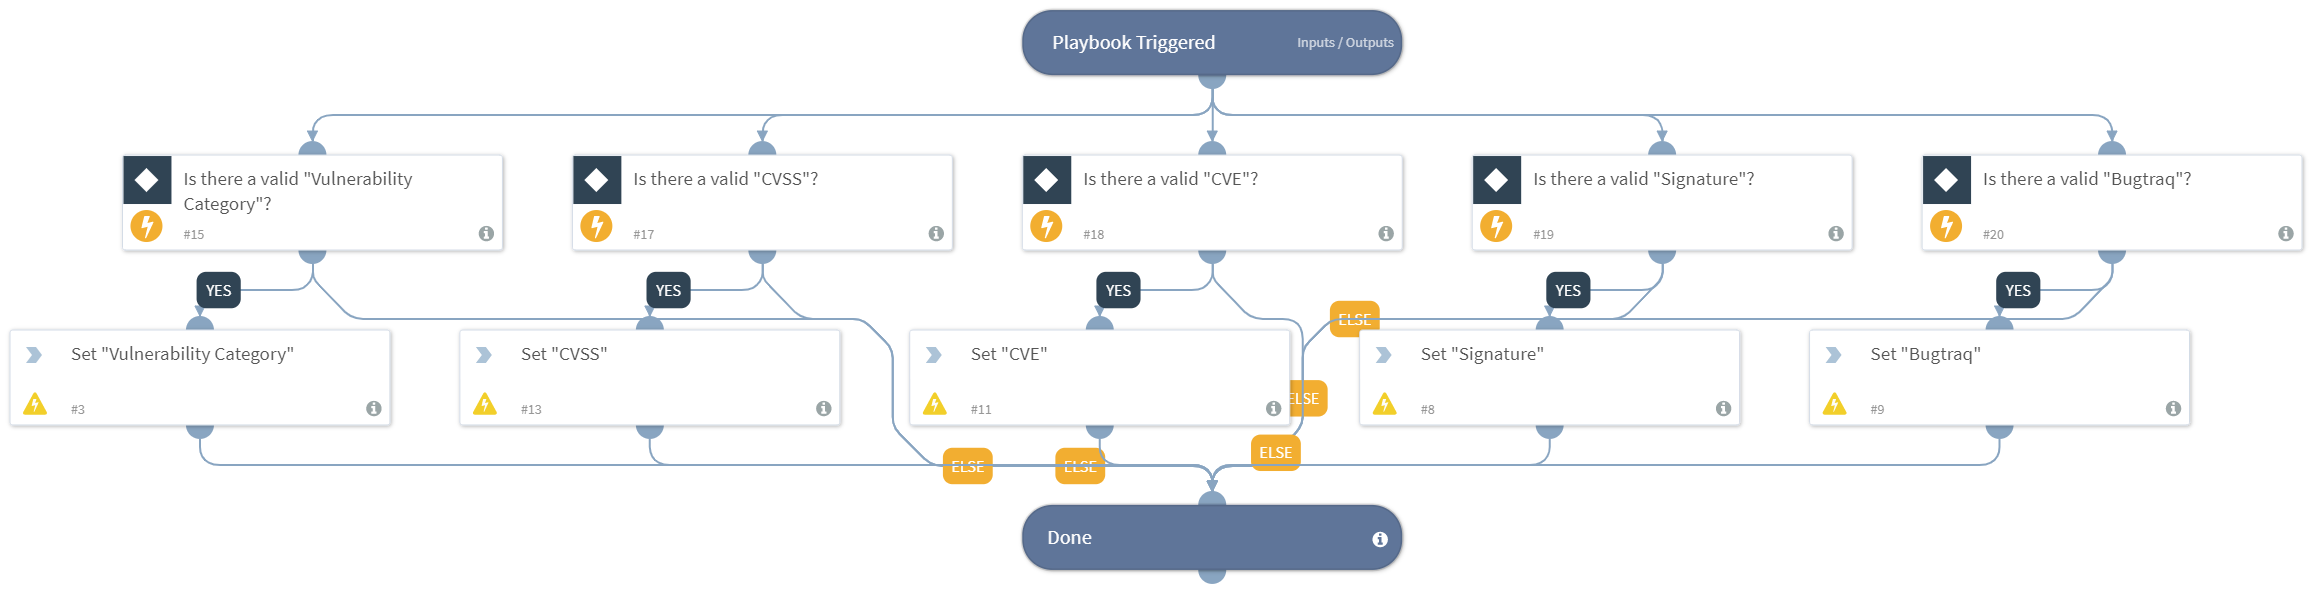 Playbook Triggered
Inputs / Outputs
Is there a valid "Vulnerability
Category"?
#15
Is there a valid "CVSS"?
#17
Is there a valid "CVE"?
#18
Is there a valid "Signature"?
#19
Is there a valid "Bugtraq"?
#20
YES
YES
YES
YES
YES
ELSE
Set "Vulnerability Category"
#3
Set "CVSS"
#13
Set "CVE"
#11
ELSE
Set "Signature"
#8
Set "Bugtraq"
#9
ELSE
ELSE
ELSE
Done